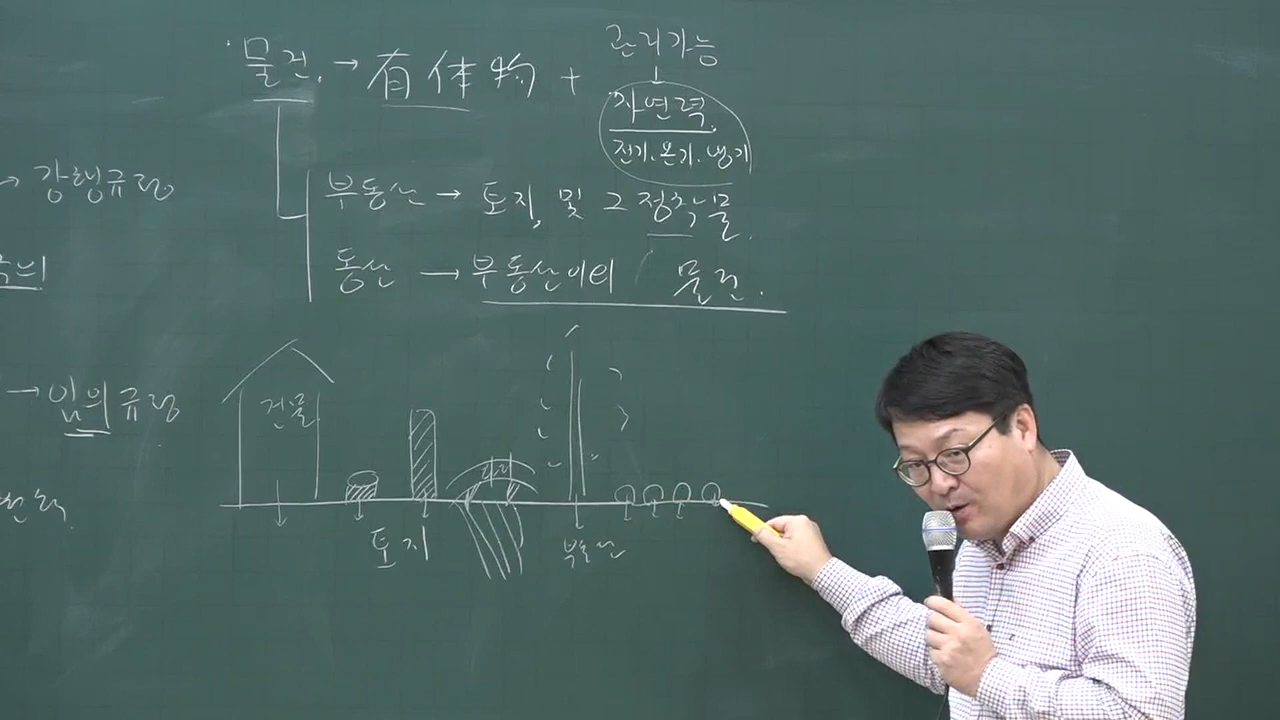 관리가능
물건. → 有体物 +
자연력.
전기. 온기. 냉기
→ 강행규정
부동산 → 토지, 및 그 정착물.
동산 → 부동산이외 물건.
→ 임의규정
건물
다리
토지
부동산